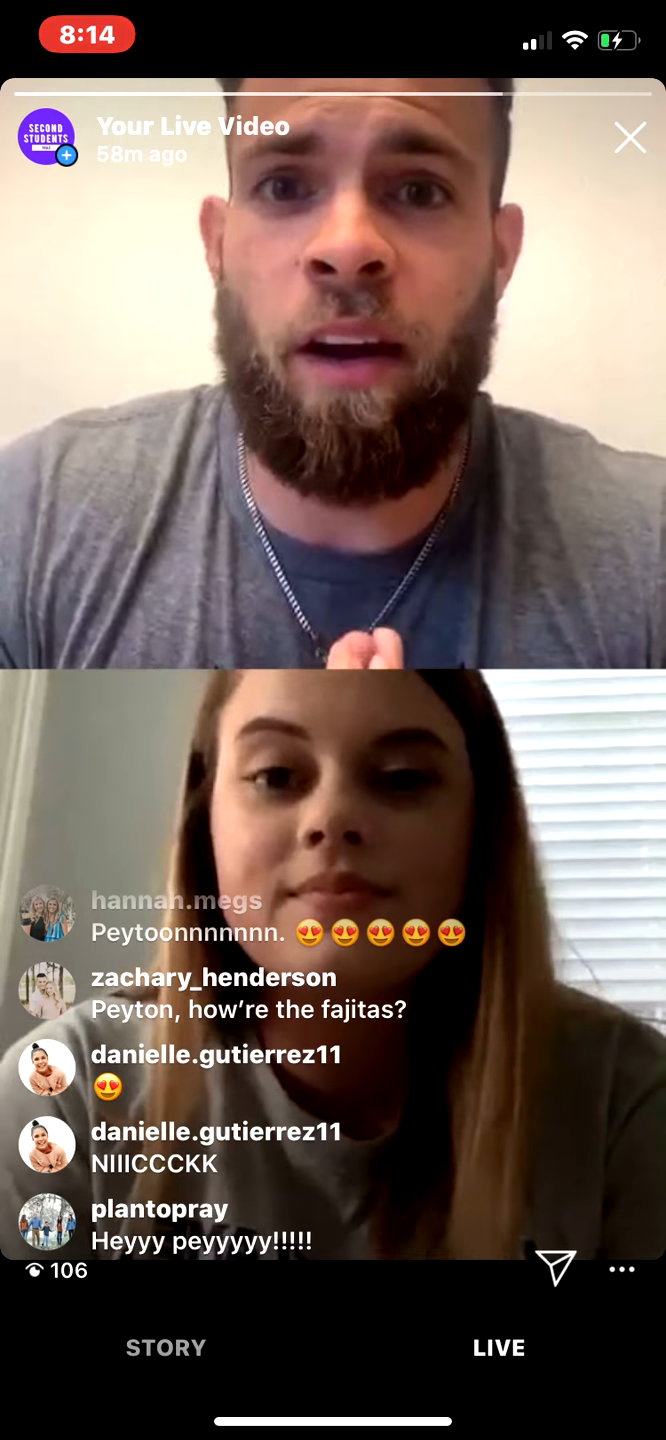 8:14
SECOND
STUDENTS
Your Live Video
58m ago
hannah.megs
Peytoonnnnnnn. 😍😍😍😍😍
zachary_henderson
Peyton, how’re the fajitas?
danielle.gutierrez11
😍
danielle.gutierrez11
NIIICCCKK
plantopray
Heyyy peyyyyy!!!!!
106
STORY
LIVE